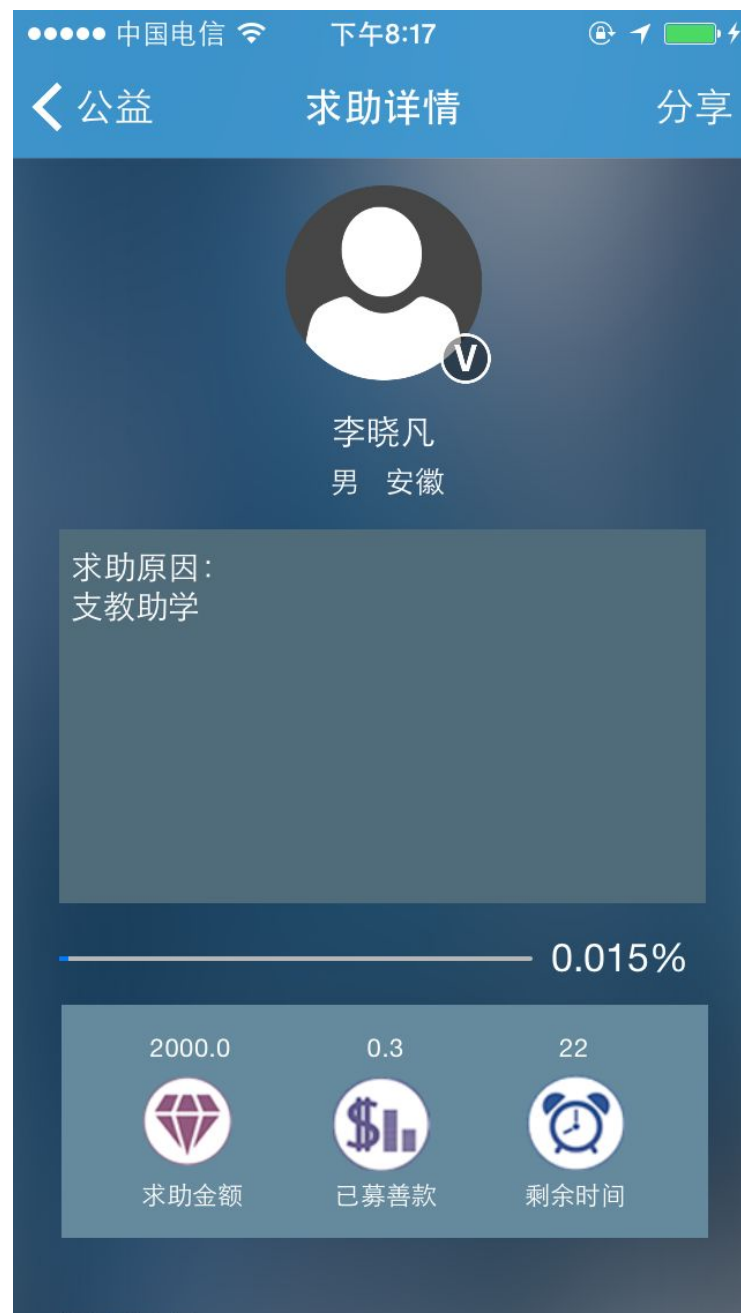 中国电信 下午8:17
公益 求助详情 分享
V
李晓凡
男 安徽
求助原因：
支教助学
0.015%
2000.0 0.3 22
$
求助金额 已募善款 剩余时间